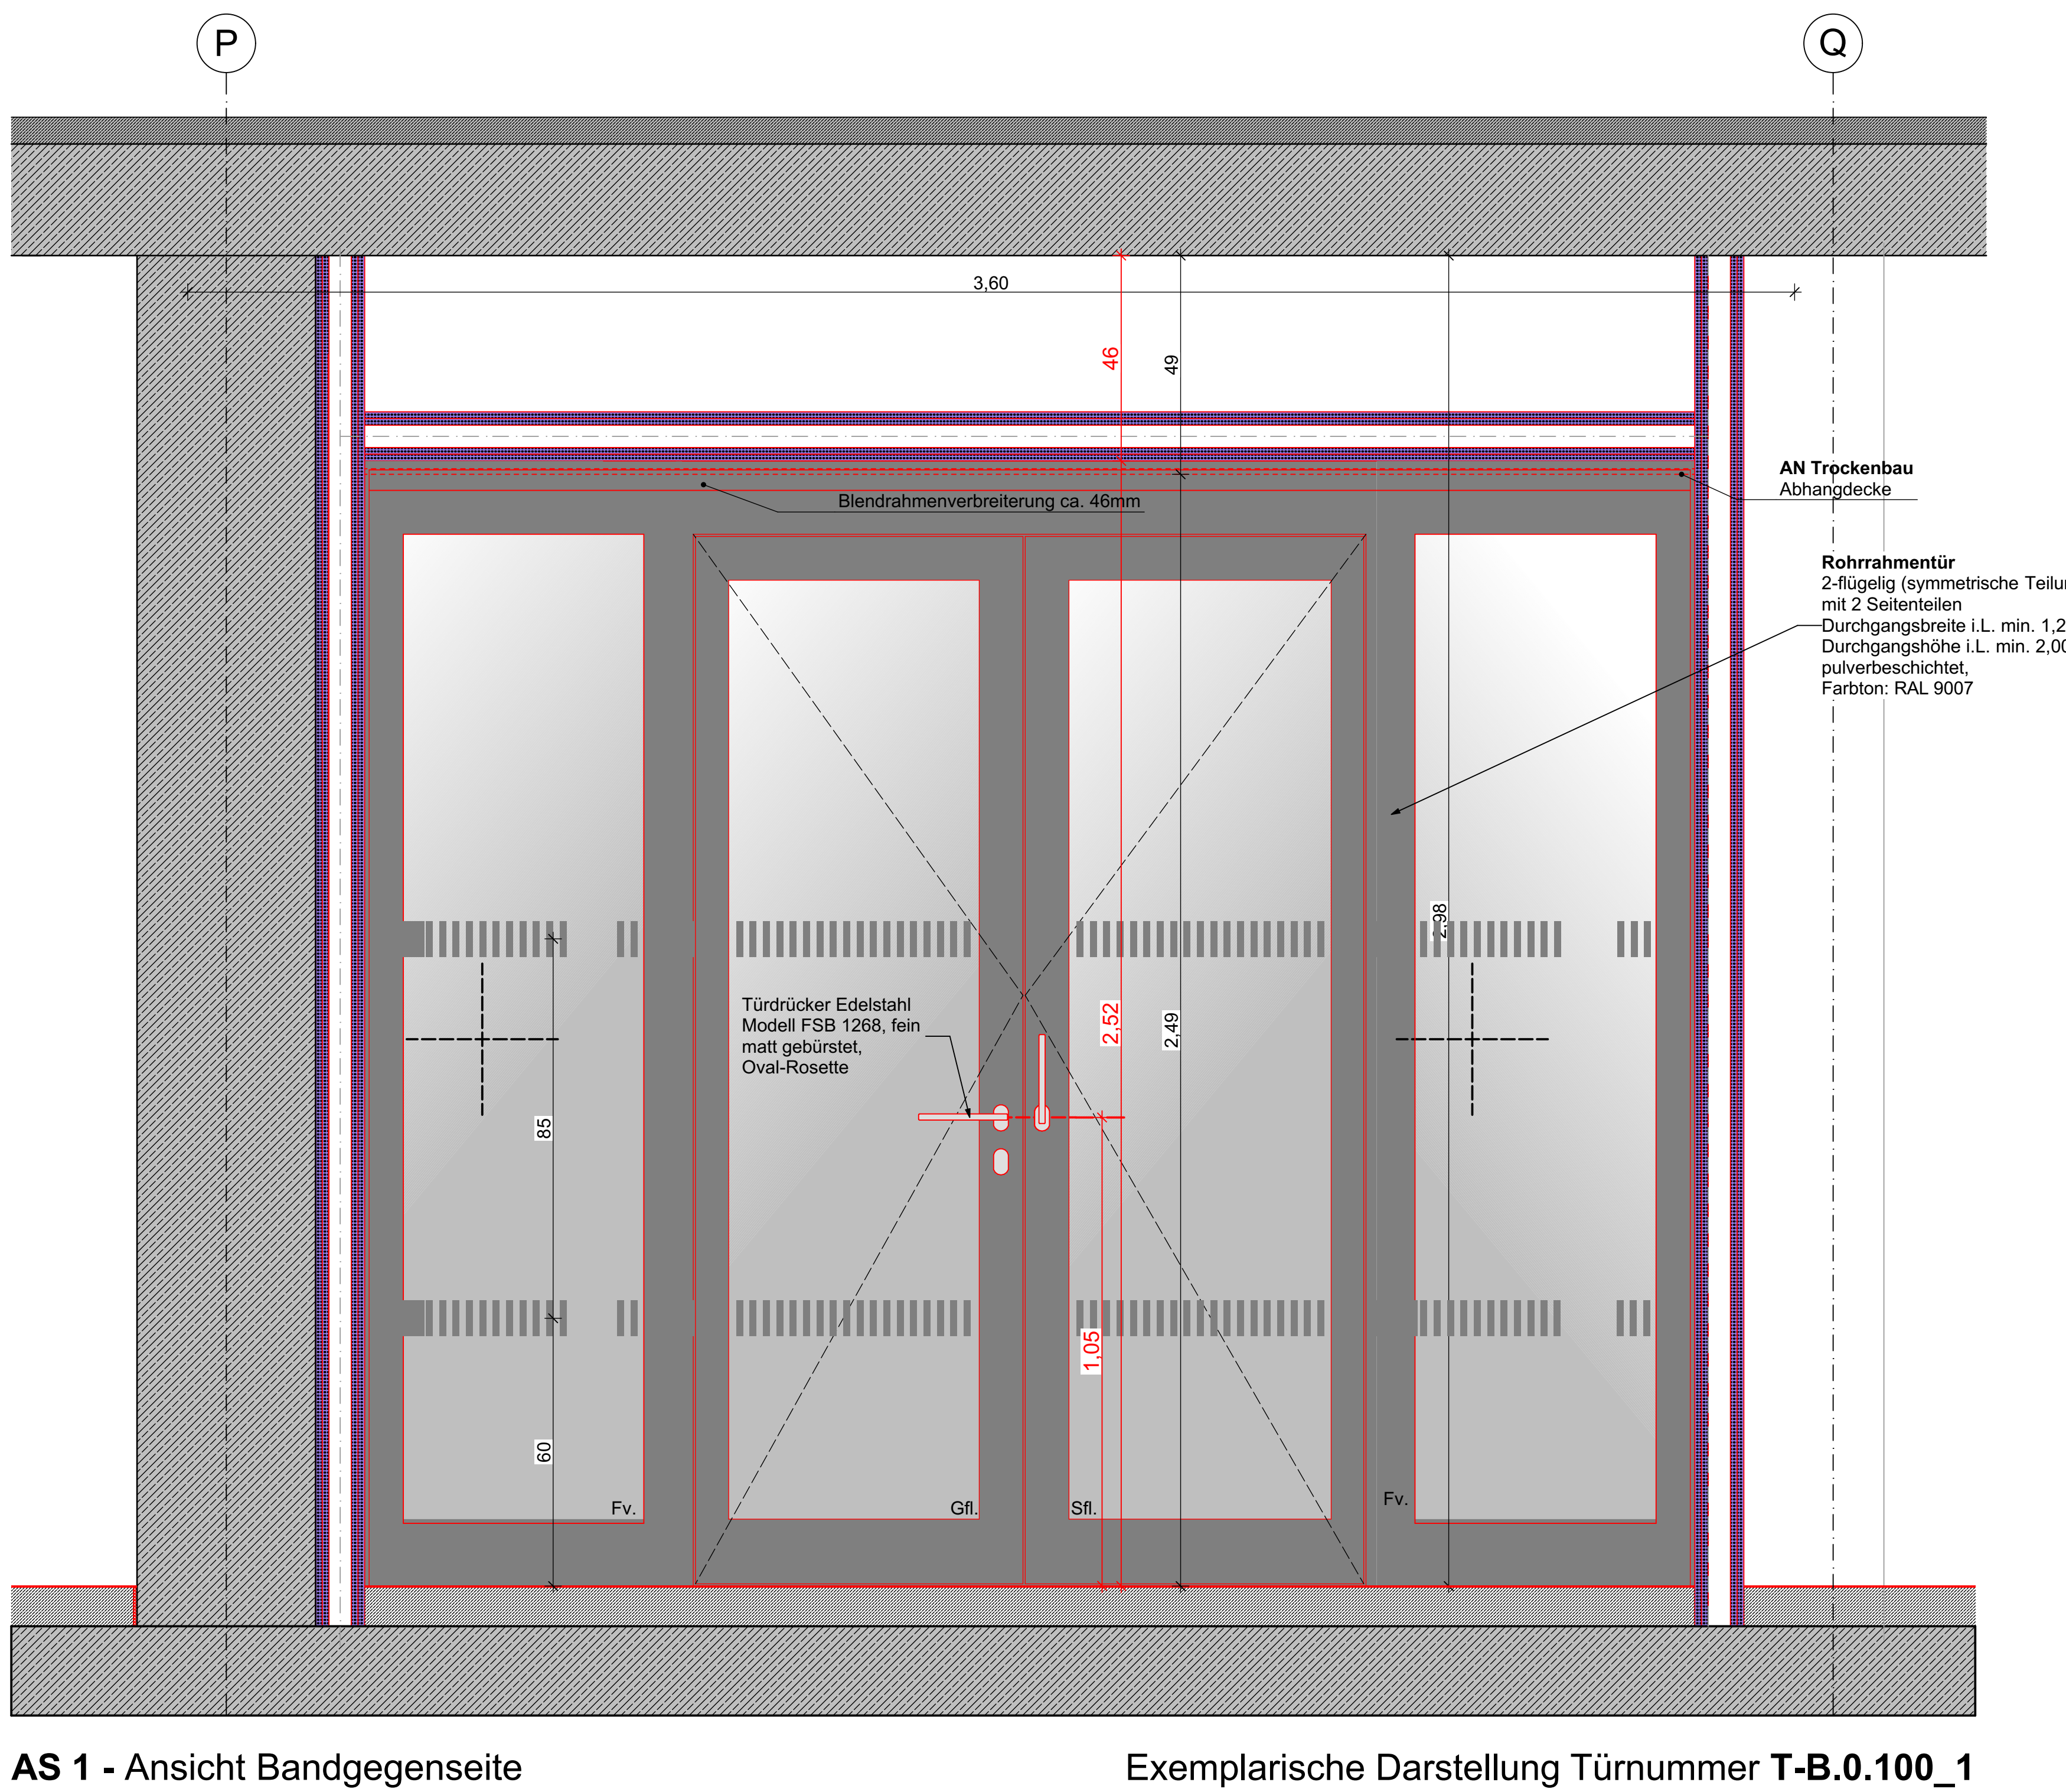 P
Q
3,60
46
49
AN Trockenbau
Abhangdecke
Blendrahmenverbreiterung ca. 46mm
Rohrrahmentür
2-flügelig (symmetrische Teilu
mit 2 Seitenteilen
Durchgangsbreite i.L. min. 1,2
Durchgangshöhe i.L. min. 2,00
pulverbeschichtet,
Farbton: RAL 9007
2,98
Türdrücker Edelstahl
Modell FSB 1268, fein
matt gebürstet,
Oval-Rosette
2,52
2,49
85
1,05
60
Fv.
Gfl.
Sfl.
Fv.
AS 1 - Ansicht Bandgegenseite
Exemplarische Darstellung Türnummer T-B.0.100_1